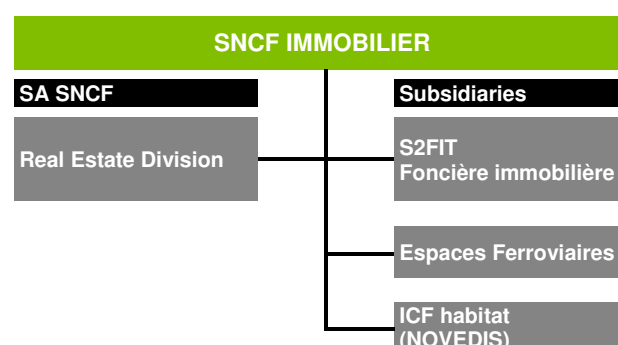 SNCF IMMOBILIER
SA SNCF
Real Estate Division
Subsidiaries
S2FIT
Foncière immobilière
Espaces Ferroviaires
ICF habitat
(NOVEDIS)